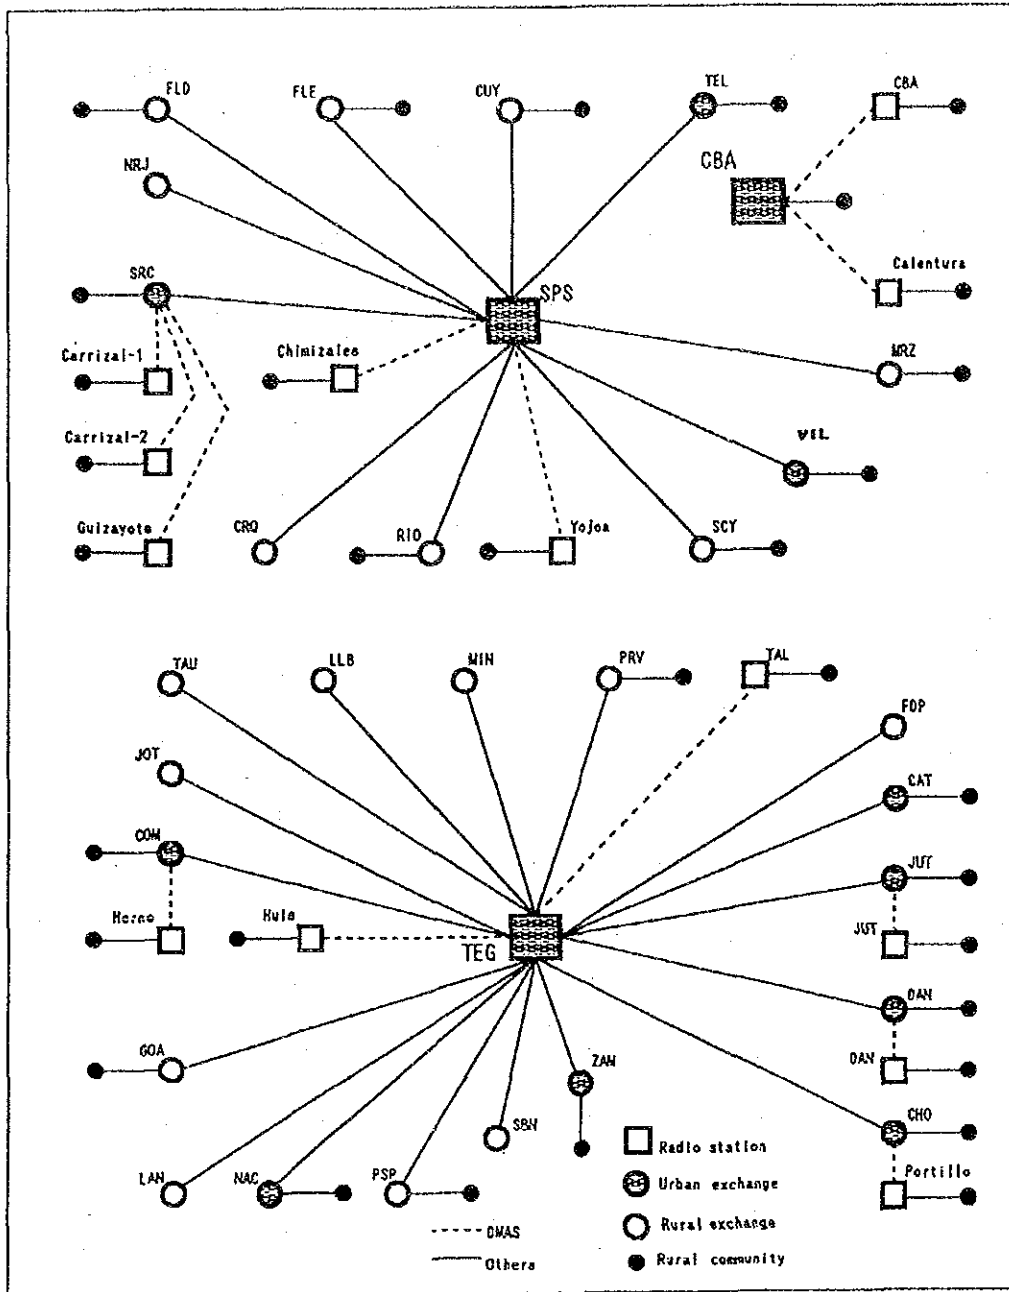 FLD
FLE
CUY
TEL
CBA
NRJ
CBA
SRC
SPS
Calentura
Carrizal-1
Chimizales
MRZ
Carrizal-2
VIL
Guizayote
CRQ
RIO
Yojoa
SCY
TAU
LLB
MIN
PRV
TAL
FOP
JOT
CAT
COM
JUT
Hula
TEG
JUT
DAN
GOA
ZAM
DAN
SBN
CHO
LAN
NAC
PSP
Radio station
Portillo
Urban exchange
DMAS
Rural exchange
Others
Rural community